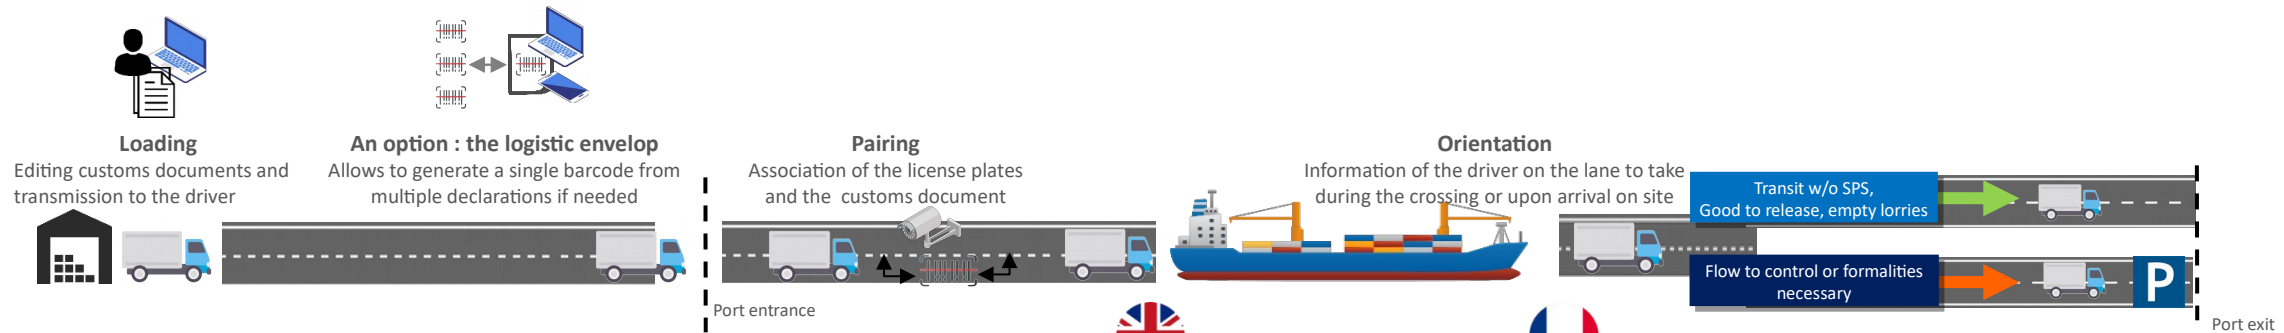 Loading
Editing customs documents and
transmission to the driver
An option : the logistic envelop
Allows to generate a single barcode from
multiple declarations if needed
Pairing
Association of the license plates
and the customs document
Orientation
Information of the driver on the lane to take
during the crossing or upon arrival on site
Transit w/o SPS,
Good to release, empty lorries
Flow to control or formalities
necessary
P
Port entrance
Port exit